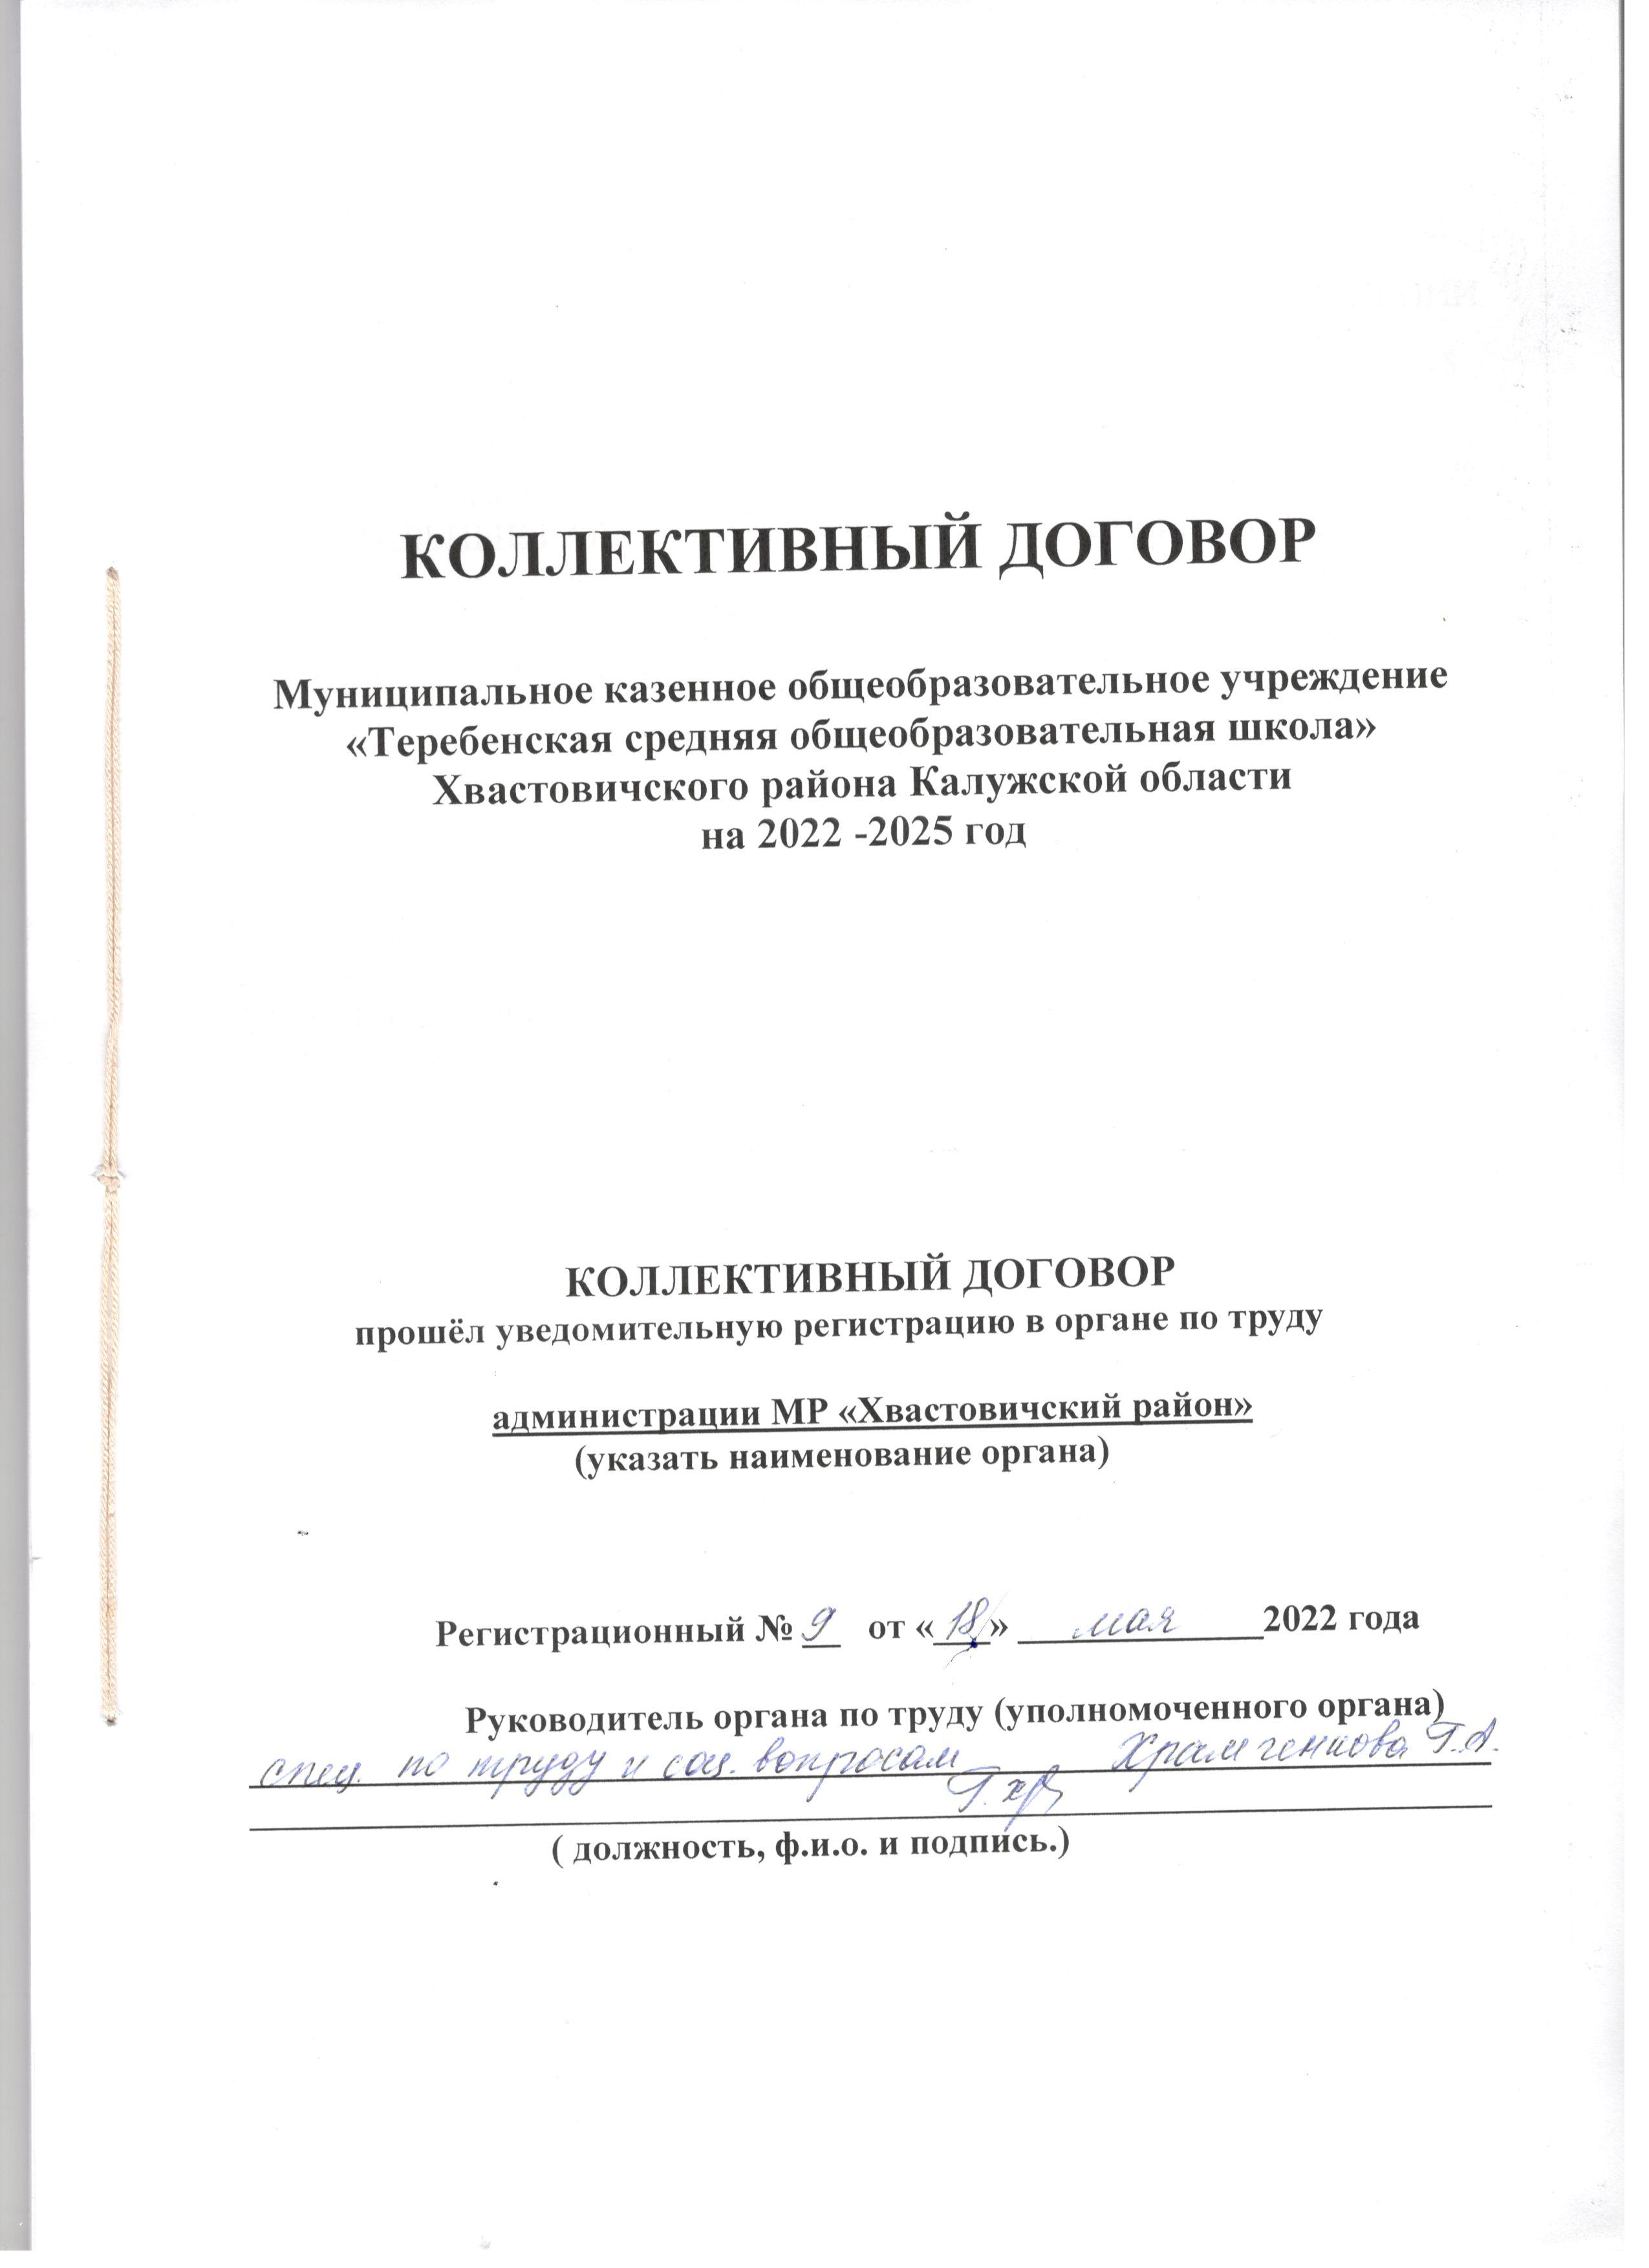 КОЛЛЕКТИВНЫЙ ДОГОВОР
Муниципальное казенное общеобразовательное учреждение
«Теребенская средняя общеобразовательная школа»
Хвастовичского района Калужской области
на 2022 -2025 год
КОЛЛЕКТИВНЫЙ ДОГОВОР
прошёл уведомительную регистрацию в органе по труду
администрации МР «Хвастовичский район»
(указать наименование органа)
Регистрационный № 9 от «18» мая 2022 года
Руководитель органа по труду (уполномоченного органа)
спец. по труду и соц. вопросам Храмченкова Г.А.
( должность, ф.и.о. и подпись.)